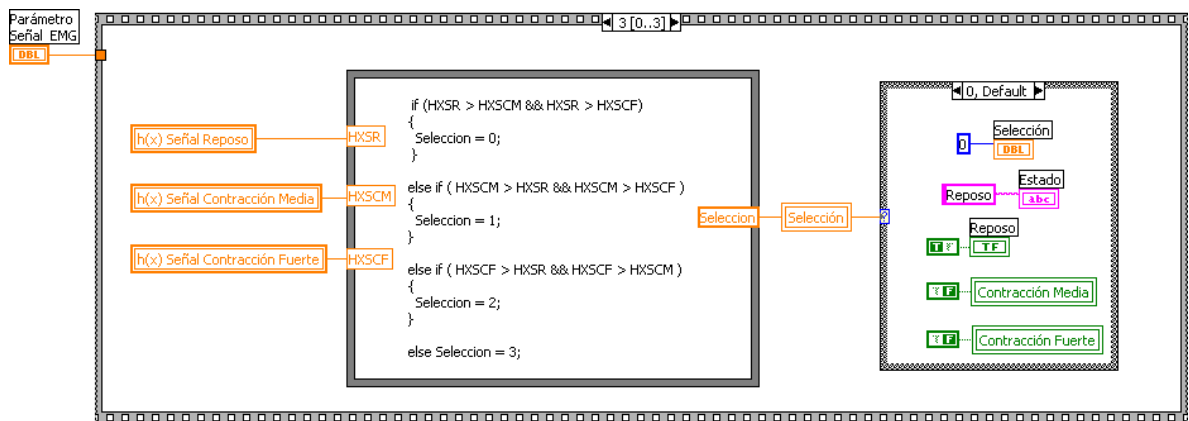 Parámetro
Señal EMG
DBL
3 [0..3]
h(x) Señal Reposo
HXSR
h(x) Señal Contracción Media
HXSCM
h(x) Señal Contracción Fuerte
HXSCF
if (HXSR > HXSCM && HXSR > HXSCF)
{
Seleccion = 0;
}
else if ( HXSCM > HXSR && HXSCM > HXSCF )
{
Seleccion = 1;
}
else if ( HXSCF > HXSR && HXSCF > HXSCM )
{
Seleccion = 2;
}
else Seleccion = 3;
Seleccion
Selección
?
0, Default
0
Selección
DBL
Reposo
Estado
abc
Reposo
T F
TF
T F
Contracción Media
T F
Contracción Fuerte